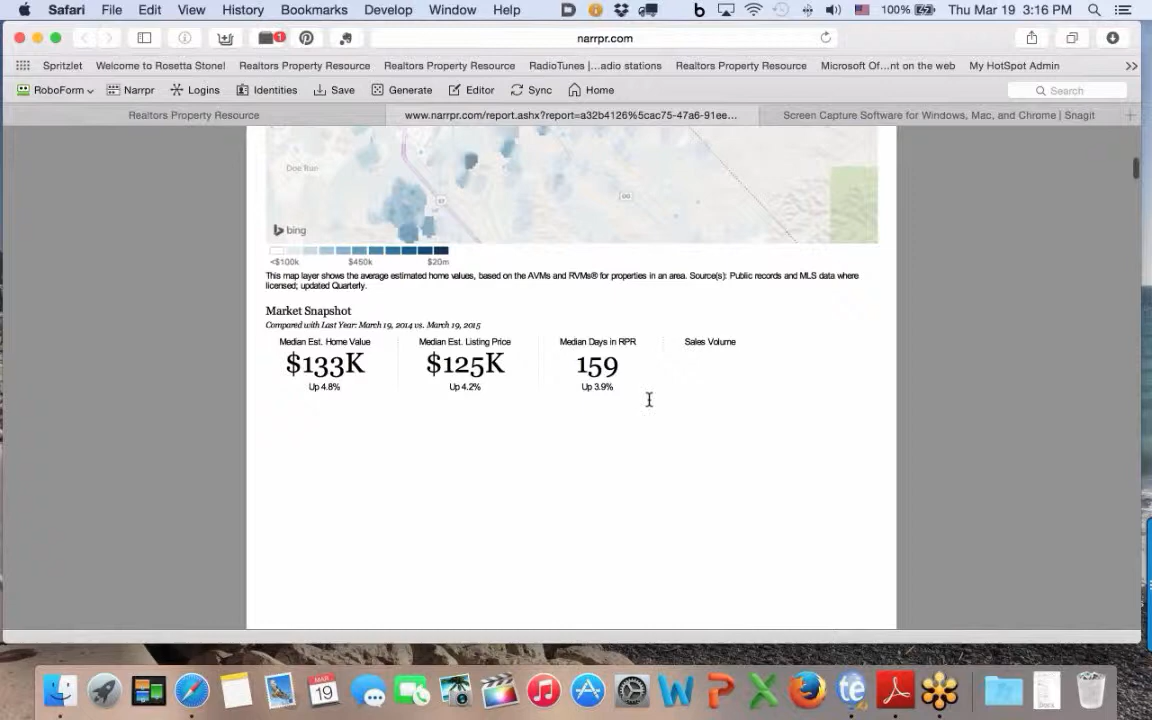 Safari File Edit View History Bookmarks Develop Window Help 100% Thu Mar 19 3:16 PM
1 narrpr.com
Spritzlet Welcome to Rosetta Stone! Realtors Property Resource Realtors Property Resource RadioTunes |...adio stations Realtors Property Resource Microsoft Of...nt on the web My HotSpot Admin
RoboForm Narrpr Logins Identities Save Generate Editor Sync Home Search
Realtors Property Resource www.narrpr.com/report.ashx?report=a32b4126%5cac75-47a6-91ee... Screen Capture Software for Windows, Mac, and Chrome | Snagit
Doe Run
bing
<$100k $450k $20m
This map layer shows the average estimated home values, based on the AVMs and RVMs® for properties in an area. Source(s): Public records and MLS data where
licensed; updated Quarterly.
Market Snapshot
Compared with Last Year: March 19, 2014 vs. March 19, 2015
Median Est. Home Value Median Est. Listing Price Median Days in RPR Sales Volume
$133K $125K 159
Up 4.8% Up 4.2% Up 3.9%
MAR
19
te
DOCX